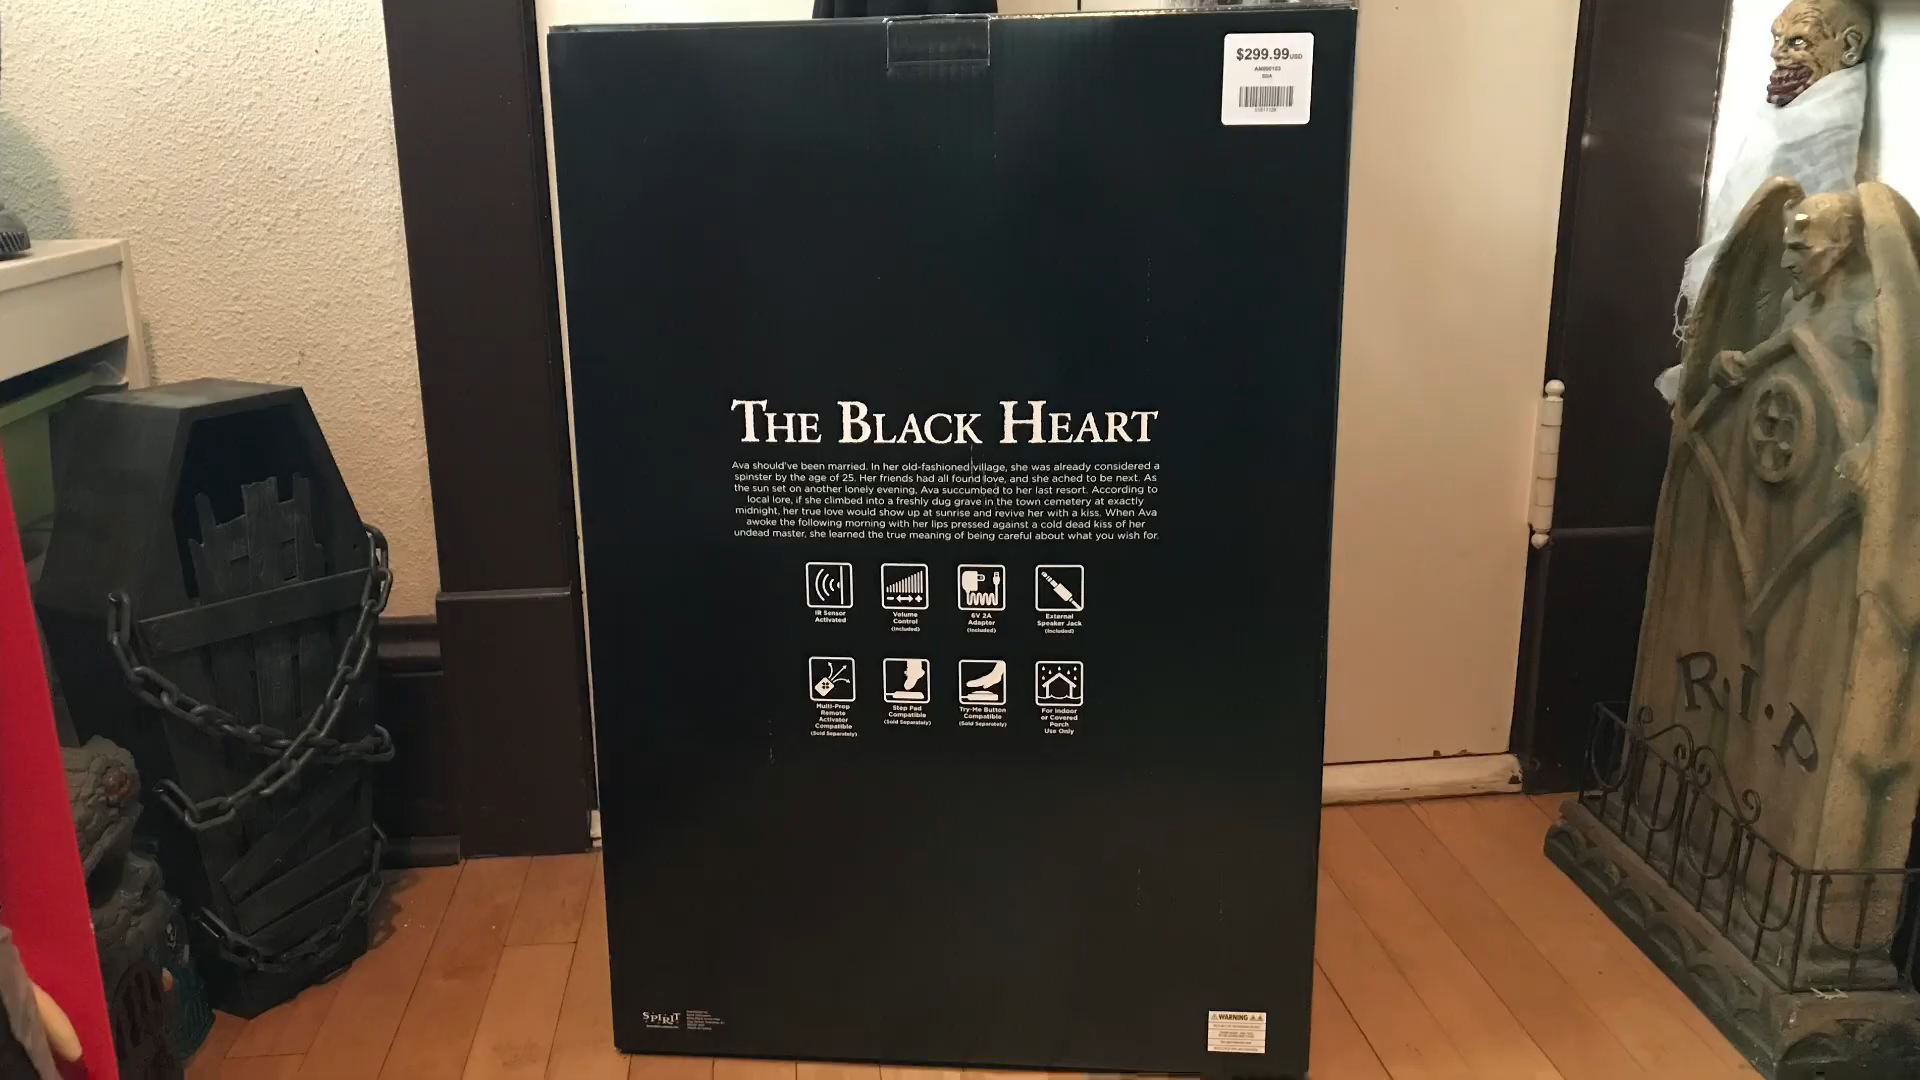 $299.99USD
THE BLACK HEART
Ava should've been married. In her old-fashioned village, she was already considered a
spinster by the age of 25. Her friends had all found love, and she ached to be next. As
the sun set on another lonely evening, Ava succumbed to her last resort. According to
local lore, if she climbed into a freshly dug grave in the town cemetery at exactly
midnight, her true love would show up at sunrise and revive her with a kiss. When Ava
awoke the following morning with her lips pressed against a cold dead kiss of her
undead master, she learned the true meaning of being careful about what you wish for.
IR Sensor
Activated
Volume
Control
(Included)
6V 2A
Adapter
(Included)
External
Speaker Jack
(Included)
Multi-Prop
Remote
Activator
Compatible
(Sold Separately)
Step Pad
Compatible
(Sold Separately)
Try-Me Button
Compatible
(Sold Separately)
For Indoor
or Covered
Porch
Use Only
R.I.P
SPIRIT
WARNING